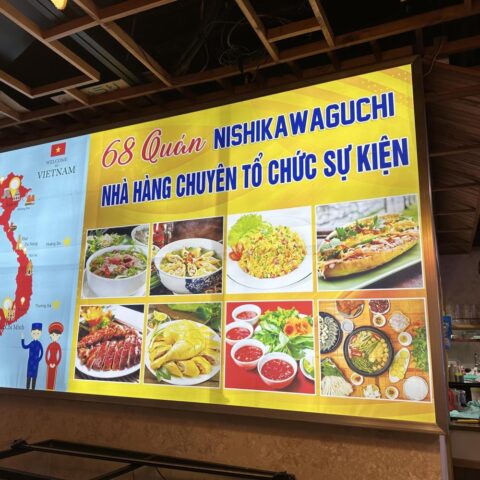 68 Quán NISHIKAWAGUCHI
NHÀ HÀNG CHUYÊN TỔ CHỨC SỰ KIỆN
WELCOME
VIETNAM